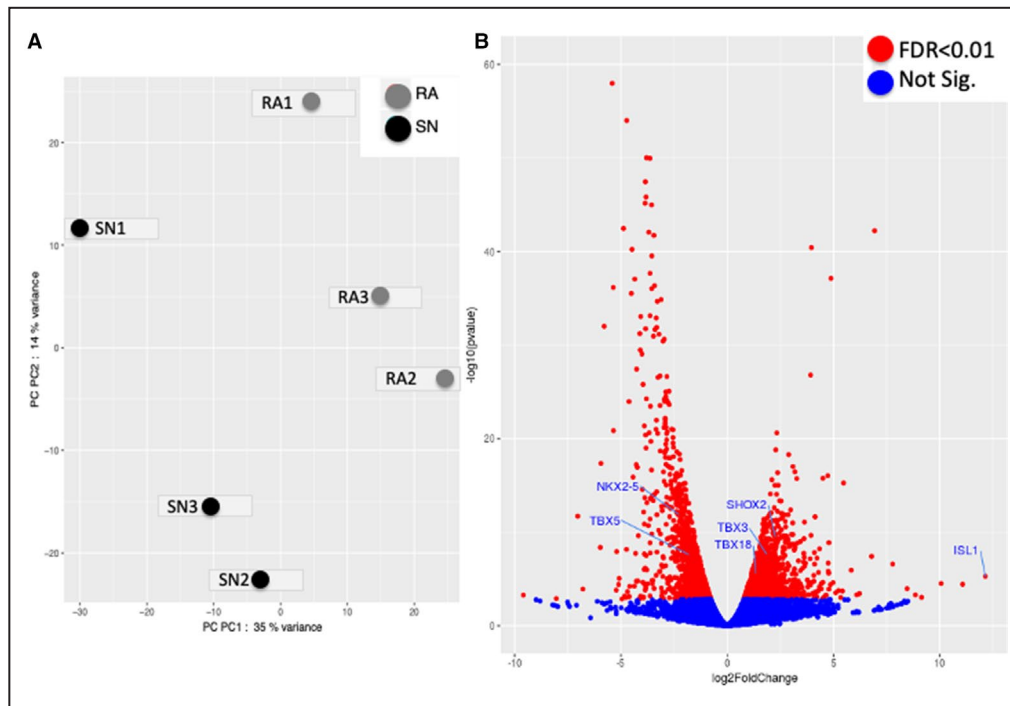 A
RA
SN
RA1
SN1
RA3
RA2
SN3
SN2
20
10
0
−10
−20
PC PC2 : 14 % variance
−30
−20
−10
0
10
20
PC PC1 : 35 % variance
B
FDR<0.01
Not Sig.
60
40
20
0
-log10(pvalue)
NKX2-5
TBX5
SHOX2
TBX3
TBX18
ISL1
-10
-5
0
5
10
log2FoldChange